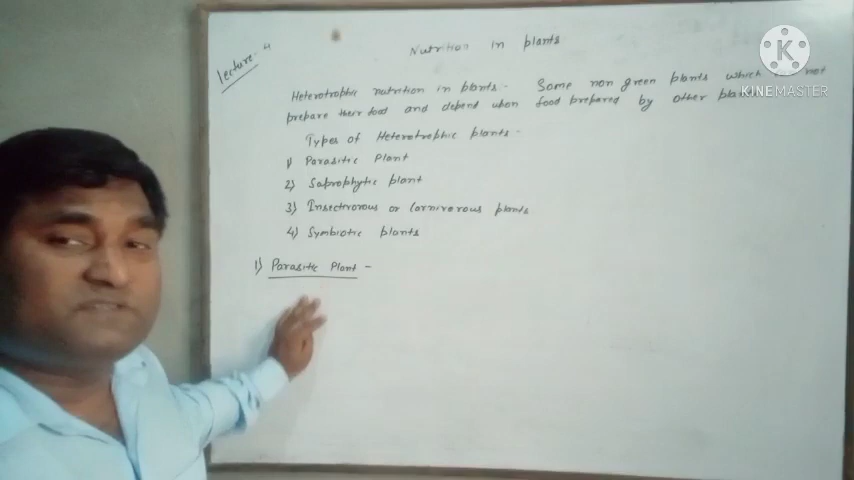 Lecture - 4
Nutrition in plants
K
KINEMASTER
Heterotrophic nutrition in plants - Some non green plants which not
prepare their food and depend upon food prepared by other
Types of Heterotrophic plants -
1) Parasitic Plant
2) Saprophytic plant
3) Insectivorous or Carnivorous plants
4) Symbiotic plants
1) Parasitic Plant -